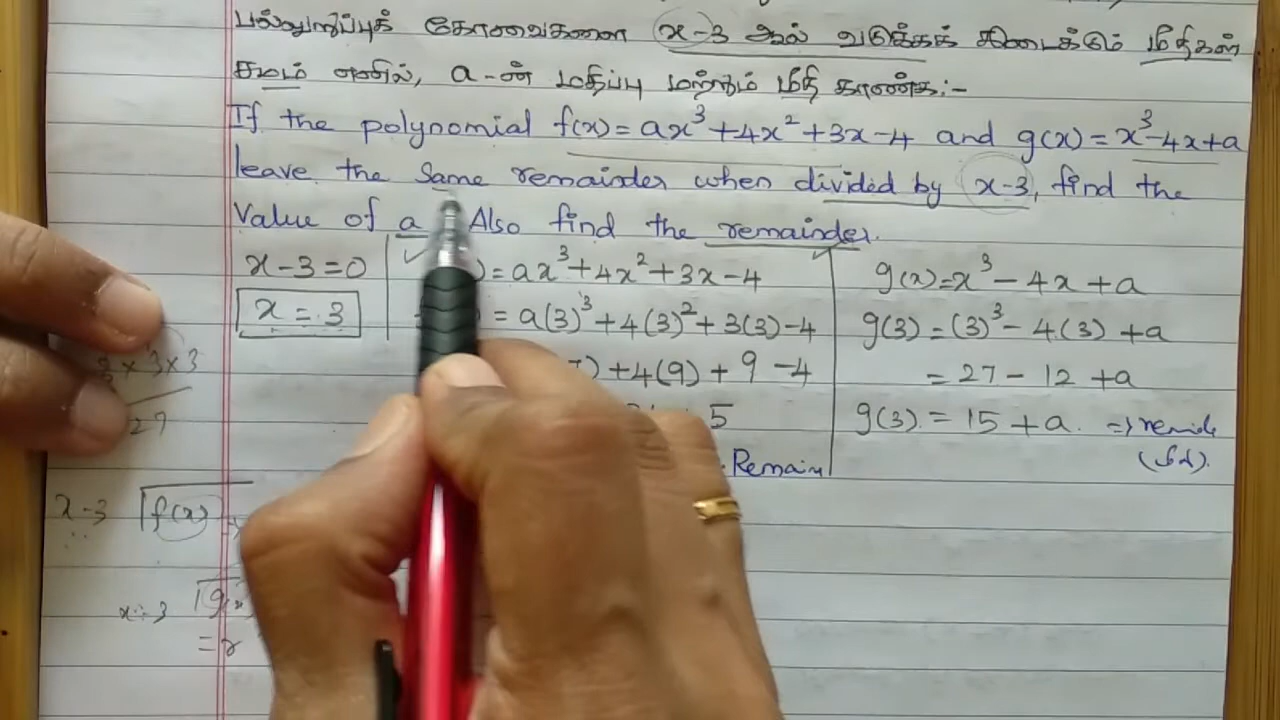 பல்லுறுப்புக் கோவைகளை x-3 ஆல் வகுக்கக் கிடைக்கும் மீதிகள்
சமம் எனில், a-ன் மதிப்பு மற்றும் மீதி காண்க:-
If the polynomial f(x)= ax³+4x²+3x-4 and g(x)= x³-4x+a
leave the same remainder when divided by x-3, find the
Value of a. Also find the remainder.
x-3=0
x = 3
)= ax³+4x²+3x-4
= a(3)³+4(3)²+3(3)-4
)+4(9)+9-4
5
Remain
g(x)=x³-4x+a
g(3)=(3)³-4(3)+a
=27-12+a
g(3)=15+a. =>remide
×3×3
27
x-3 f(x)
x-3
=r